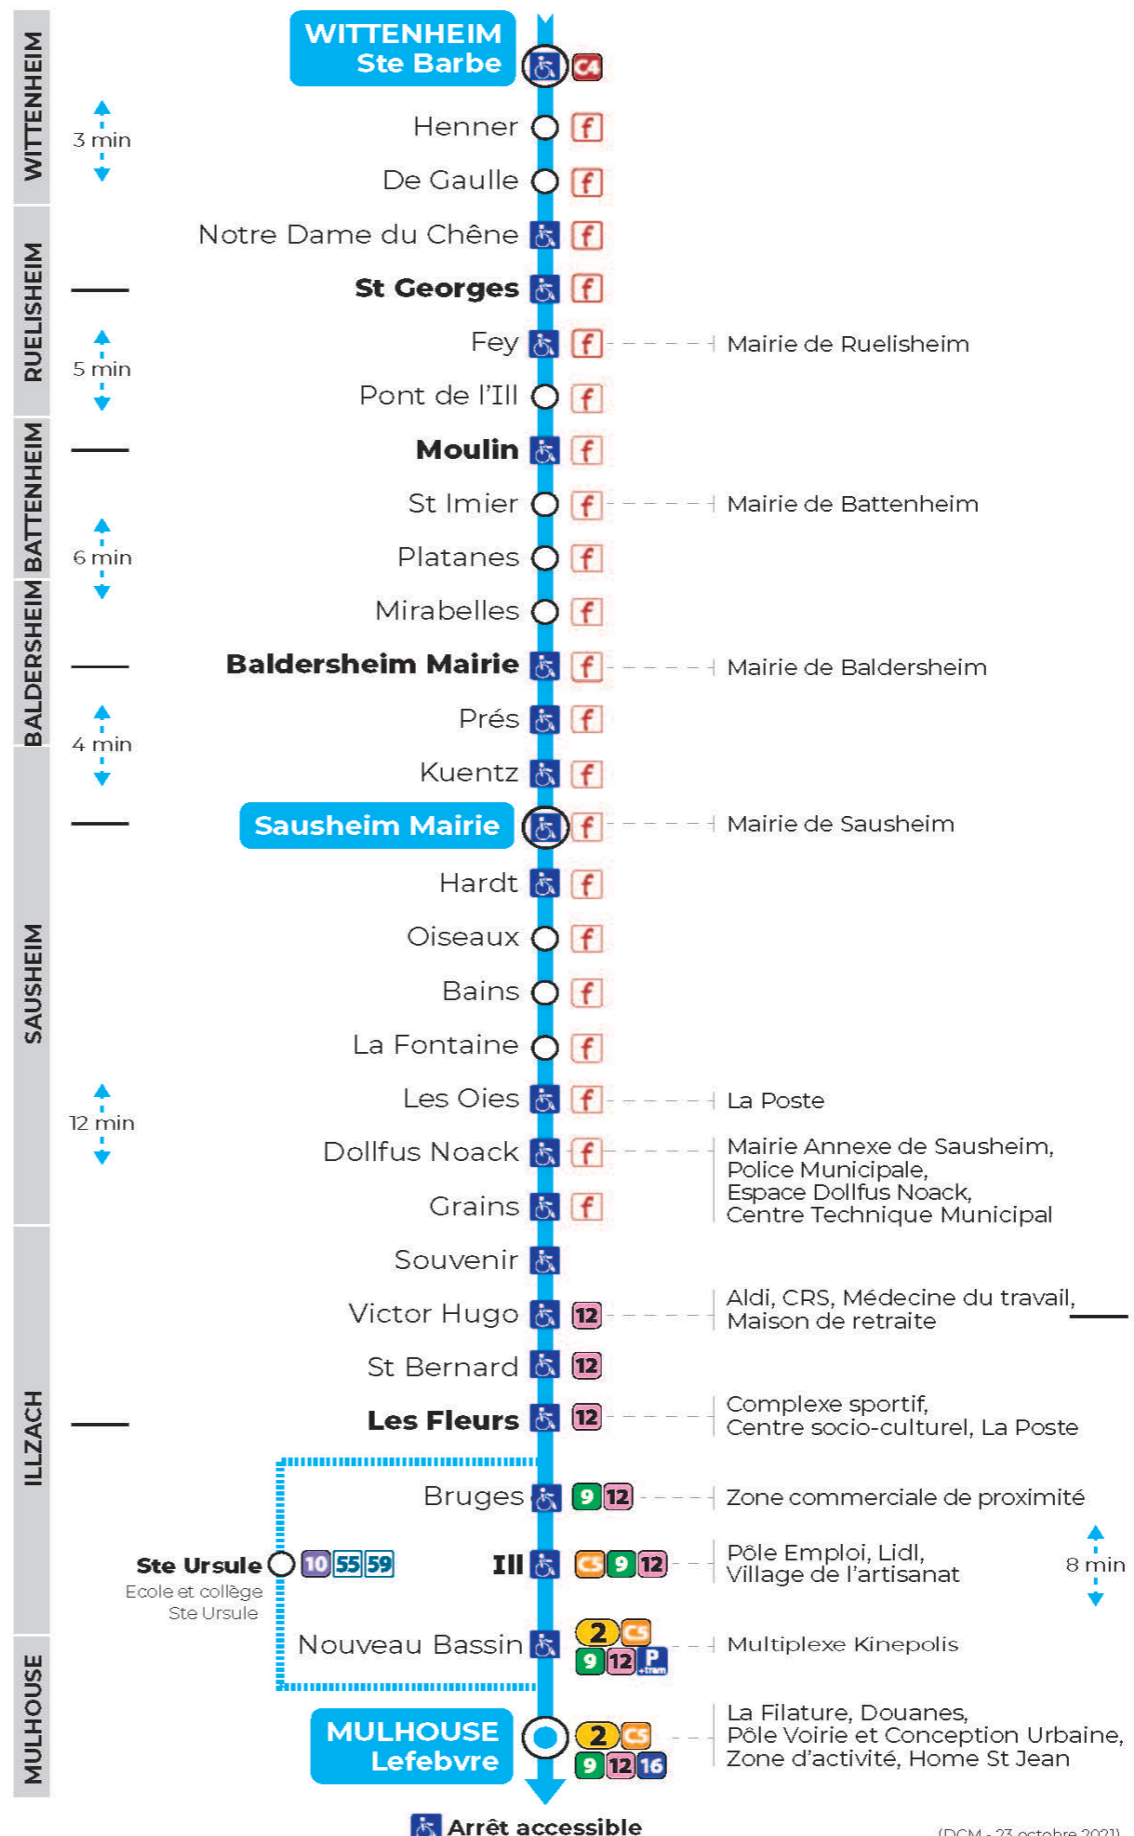 WITTENHEIM
WITTENHEIM
Ste Barbe
C4
3 min
Henner
f
De Gaulle
f
RUELISHEIM
Notre Dame du Chêne
f
St Georges
f
5 min
Fey
f
Mairie de Ruelisheim
Pont de l'Ill
f
BATTENHEIM
Moulin
f
St Imier
f
Mairie de Battenheim
6 min
Platanes
f
BALDERSHEIM
Mirabelles
f
Baldersheim Mairie
f
Mairie de Baldersheim
4 min
Prés
f
SAUSHEIM
Kuentz
f
Sausheim Mairie
f
Mairie de Sausheim
Hardt
f
Oiseaux
f
Bains
f
La Fontaine
f
12 min
Les Oies
f
La Poste
Dollfus Noack
f
Mairie Annexe de Sausheim,
Police Municipale,
Espace Dollfus Noack,
Centre Technique Municipal
Grains
f
ILLZACH
Souvenir
Victor Hugo
12
Aldi, CRS, Médecine du travail,
Maison de retraite
St Bernard
12
Les Fleurs
12
Complexe sportif,
Centre socio-culturel, La Poste
Bruges
9 12
Zone commerciale de proximité
Ste Ursule
10 55 59
Ecole et collège
Ste Ursule
Ill
C5 9 12
Pôle Emploi, Lidl,
Village de l'artisanat
8 min
MULHOUSE
Nouveau Bassin
2 C5
9 12 P
+tram
Multiplexe Kinepolis
MULHOUSE
Lefebvre
2 C5
9 12 16
La Filature, Douanes,
Pôle Voirie et Conception Urbaine,
Zone d'activité, Home St Jean
Arrêt accessible
(DCM - 23 octobre 2021)